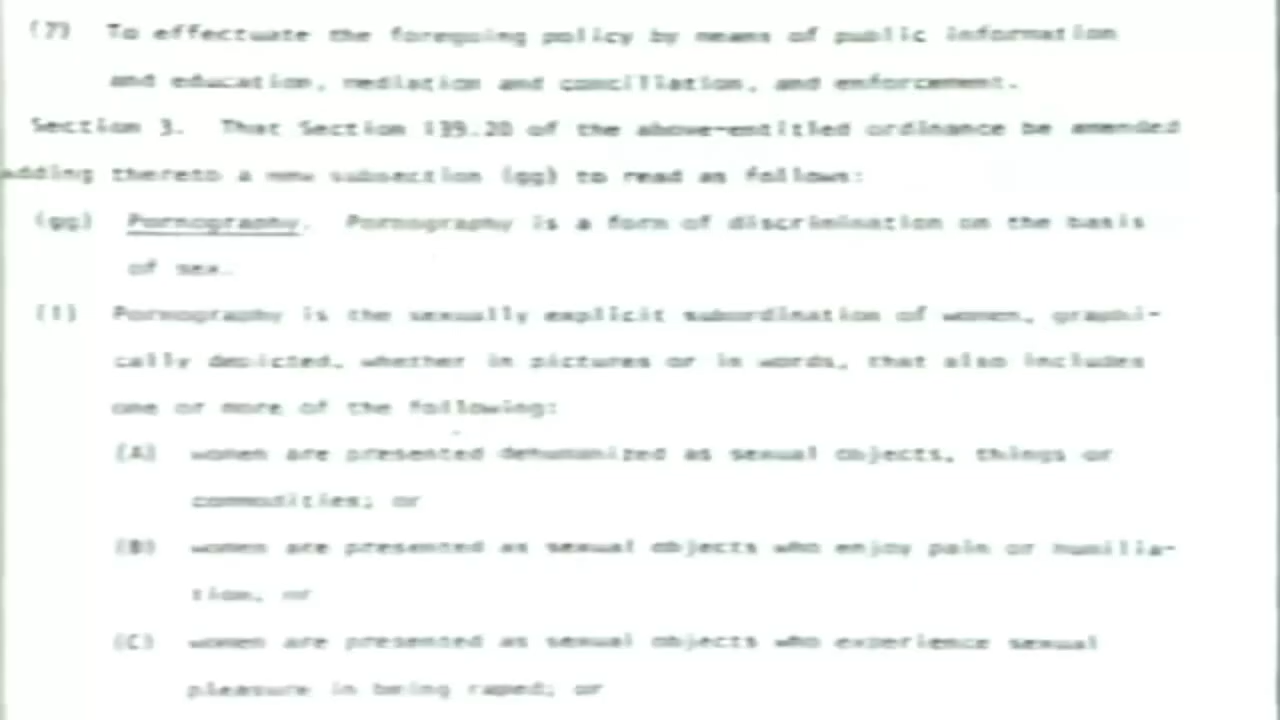 (7) To effectuate the foregoing policy by means of public information
and education, mediation and conciliation, and enforcement.
Section 3. That Section 139.20 of the above-entitled ordinance be amended
adding thereto a new subsection (gg) to read as follows:
(gg) Pornography. Pornography is a form of discrimination on the basis
of sex.
(1) Pornography is the sexually explicit subordination of women, graphi-
cally depicted, whether in pictures or in words, that also includes
one or more of the following:
(A) women are presented dehumanized as sexual objects, things or
commodities; or
(B) women are presented as sexual objects who enjoy pain or humilia-
tion, or
(C) women are presented as sexual objects who experience sexual
pleasure in being raped; or